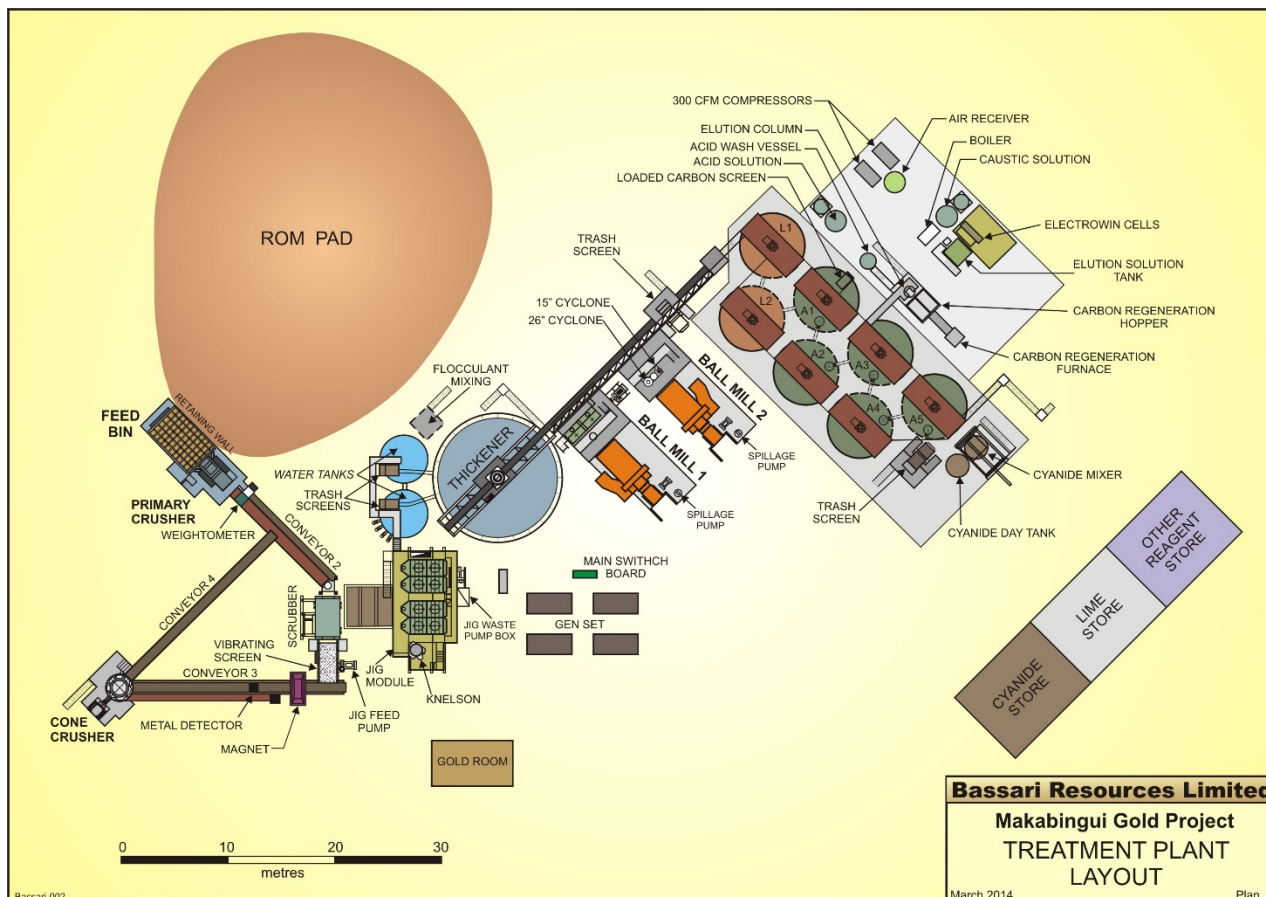 300 CFM COMPRESSORS
AIR RECEIVER
ELUTION COLUMN
BOILER
ACID WASH VESSEL
CAUSTIC SOLUTION
ACID SOLUTION
LOADED CARBON SCREEN
ROM PAD
TRASH
SCREEN
L1
ELECTROWIN CELLS
ELUTION SOLUTION
TANK
15" CYCLONE
26" CYCLONE
L2
A1
CARBON REGENERATION
HOPPER
A2
A3
CARBON REGENERATION
FURNACE
FLOCCULANT
MIXING
BALL MILL 2
BALL MILL 1
A4
A5
FEED
BIN
RETAINING WALL
SPILLAGE
PUMP
CYANIDE MIXER
WATER TANKS
THICKENER
TRASH
SCREENS
SPILLAGE
PUMP
TRASH
SCREEN
CYANIDE DAY TANK
PRIMARY
CRUSHER
WEIGHTOMETER
CONVEYOR 2
OTHER
REAGENT
STORE
MAIN SWITHCH
BOARD
CONVEYOR 4
SCRUBBER
JIG WASTE
PUMP BOX
GEN SET
LIME
STORE
VIBRATING
SCREEN
CONVEYOR 3
JIG
MODULE
KNELSON
CYANIDE
STORE
CONE
CRUSHER
METAL DETECTOR
JIG FEED
PUMP
MAGNET
GOLD ROOM
Bassari Resources Limited
Makabingui Gold Project
TREATMENT PLANT
LAYOUT
0 10 20 30
metres
March 2014
Plan
Bassari 002